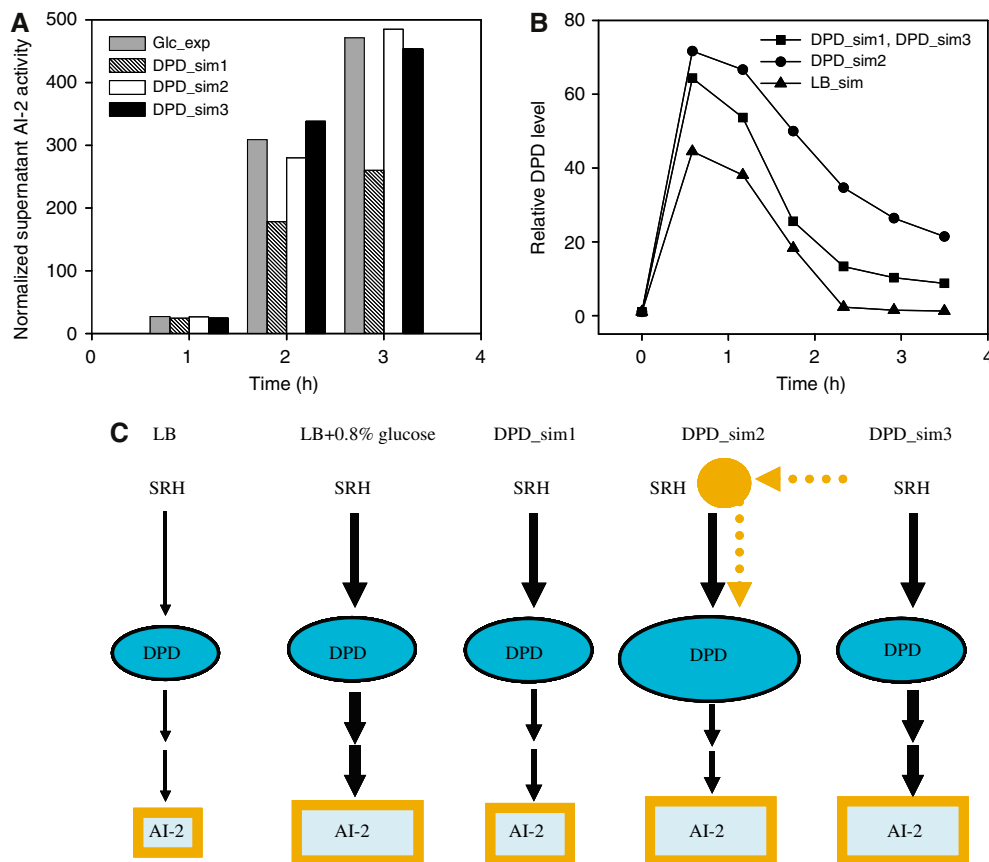 A
Normalized supernatant AI-2 activity
500
400
300
200
100
0
Glc_exp
DPD_sim1
DPD_sim2
DPD_sim3
0 1 2 3 4
Time (h)
B
Relative DPD level
80
60
40
20
0
DPD_sim1, DPD_sim3
DPD_sim2
LB_sim
0 1 2 3 4
Time (h)
C
LB LB+0.8% glucose DPD_sim1 DPD_sim2 DPD_sim3
SRH SRH SRH SRH SRH
DPD DPD DPD DPD DPD
AI-2 AI-2 AI-2 AI-2 AI-2